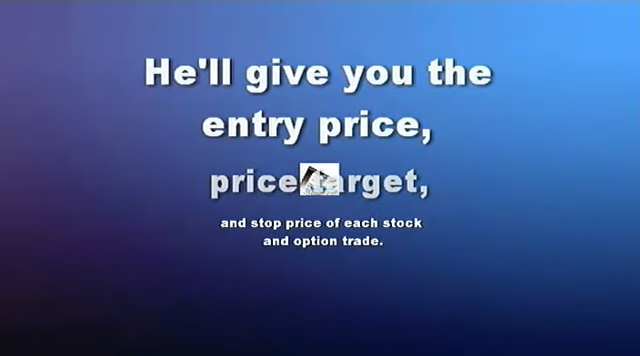 He'll give you the
entry price,
price target,
and stop price of each stock
and option trade.